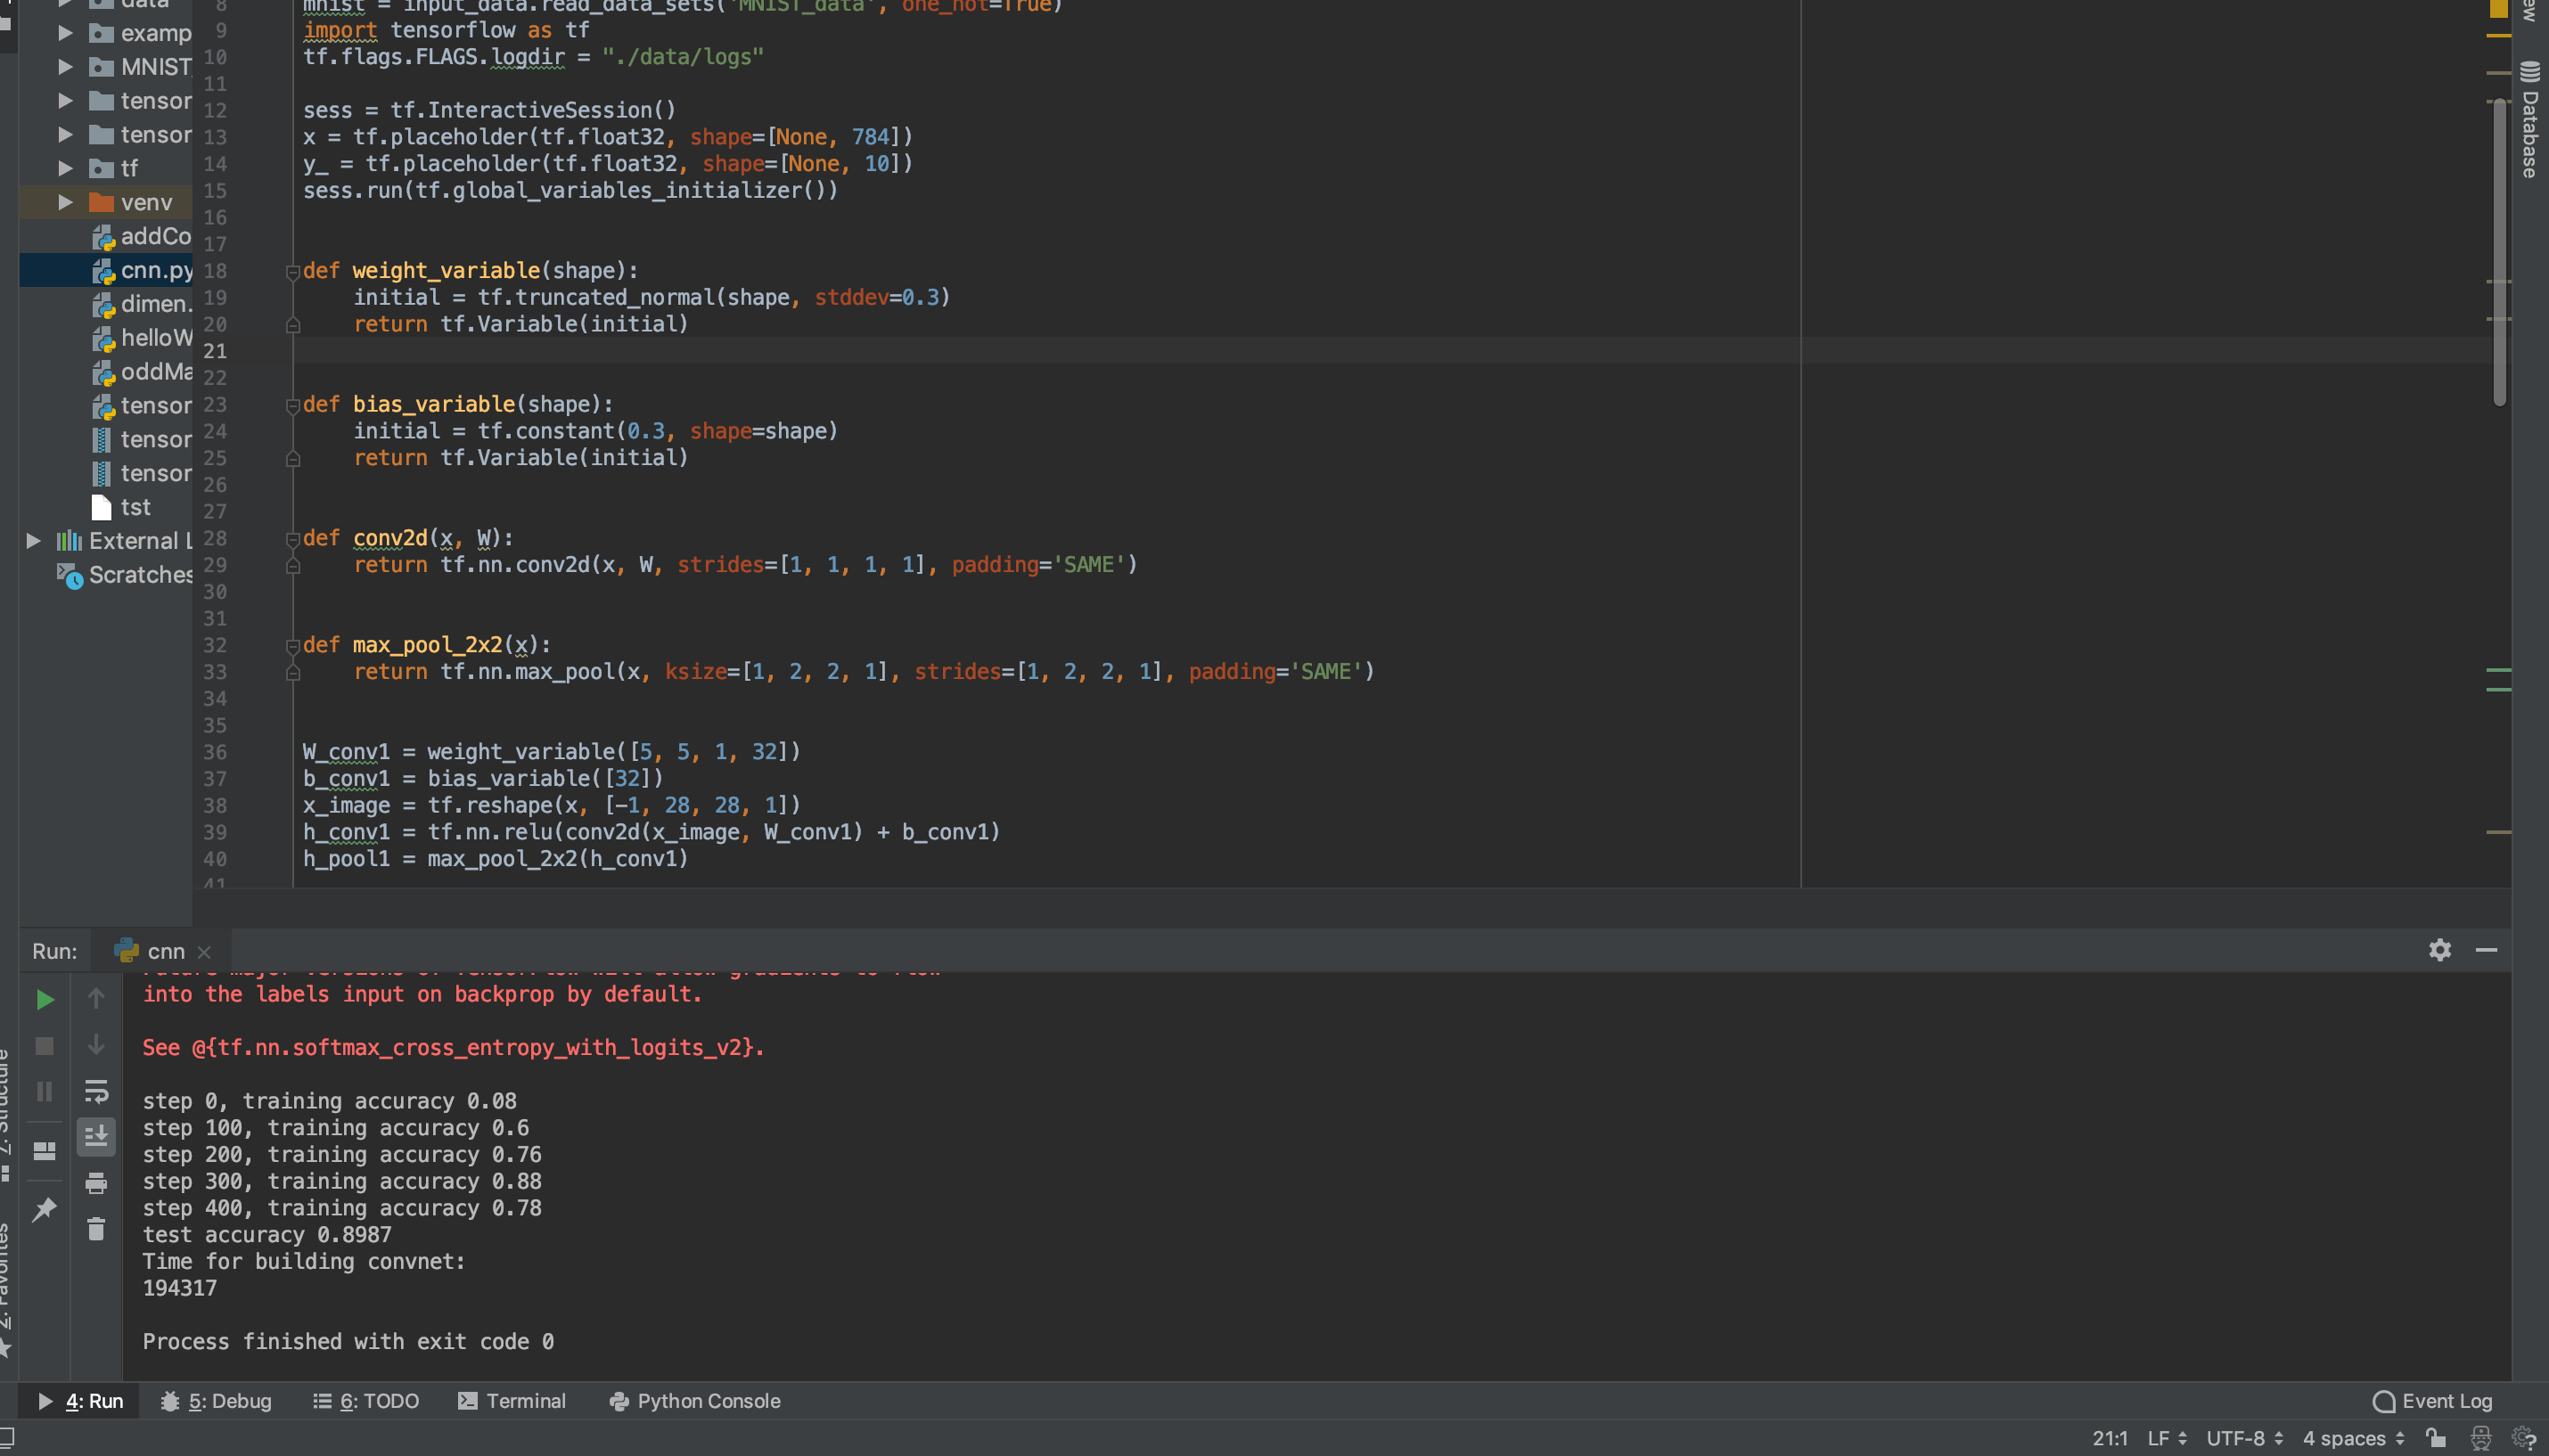 data
examp
MNIST_
tensor
tensor
tf
venv
addCo
cnn.py
dimen.
helloW
oddMa
tensor
tensor
tensor
tst
External L
Scratches
8 mnist = input_data.read_data_sets('MNIST_data', one_hot=True)
9 import tensorflow as tf
10 tf.flags.FLAGS.logdir = "./data/logs"
11
12 sess = tf.InteractiveSession()
13 x = tf.placeholder(tf.float32, shape=[None, 784])
14 y_ = tf.placeholder(tf.float32, shape=[None, 10])
15 sess.run(tf.global_variables_initializer())
16
17
18 def weight_variable(shape):
19     initial = tf.truncated_normal(shape, stddev=0.3)
20     return tf.Variable(initial)
21
22
23 def bias_variable(shape):
24     initial = tf.constant(0.3, shape=shape)
25     return tf.Variable(initial)
26
27
28 def conv2d(x, W):
29     return tf.nn.conv2d(x, W, strides=[1, 1, 1, 1], padding='SAME')
30
31
32 def max_pool_2x2(x):
33     return tf.nn.max_pool(x, ksize=[1, 2, 2, 1], strides=[1, 2, 2, 1], padding='SAME')
34
35
36 W_conv1 = weight_variable([5, 5, 1, 32])
37 b_conv1 = bias_variable([32])
38 x_image = tf.reshape(x, [-1, 28, 28, 1])
39 h_conv1 = tf.nn.relu(conv2d(x_image, W_conv1) + b_conv1)
40 h_pool1 = max_pool_2x2(h_conv1)
41
ew
Database
Run: cnn
Future major versions of TensorFlow will allow gradients to flow
into the labels input on backprop by default.
See @{tf.nn.softmax_cross_entropy_with_logits_v2}.
step 0, training accuracy 0.08
step 100, training accuracy 0.6
step 200, training accuracy 0.76
step 300, training accuracy 0.88
step 400, training accuracy 0.78
test accuracy 0.8987
Time for building convnet:
194317
Process finished with exit code 0
7: Structure
2: Favorites
4: Run 5: Debug 6: TODO Terminal Python Console Event Log
21:1 LF UTF-8 4 spaces